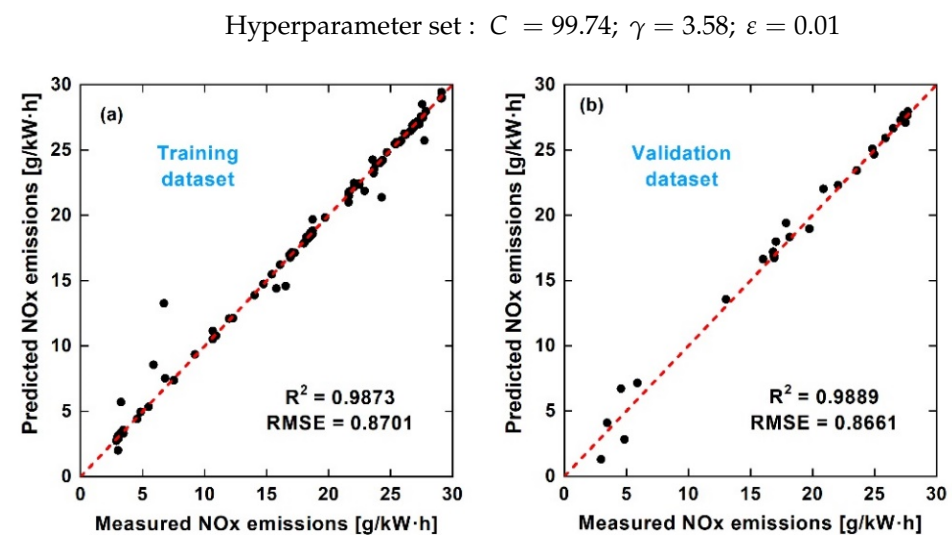 Hyperparameter set : C = 99.74; γ = 3.58; ε = 0.01
(a)
Training
dataset
R² = 0.9873
RMSE = 0.8701
Predicted NOx emissions [g/kW·h]
30
25
20
15
10
5
0
0 5 10 15 20 25 30
Measured NOx emissions [g/kW·h]
(b)
Validation
dataset
R² = 0.9889
RMSE = 0.8661
Predicted NOx emissions [g/kW·h]
30
25
20
15
10
5
0
0 5 10 15 20 25 30
Measured NOx emissions [g/kW·h]